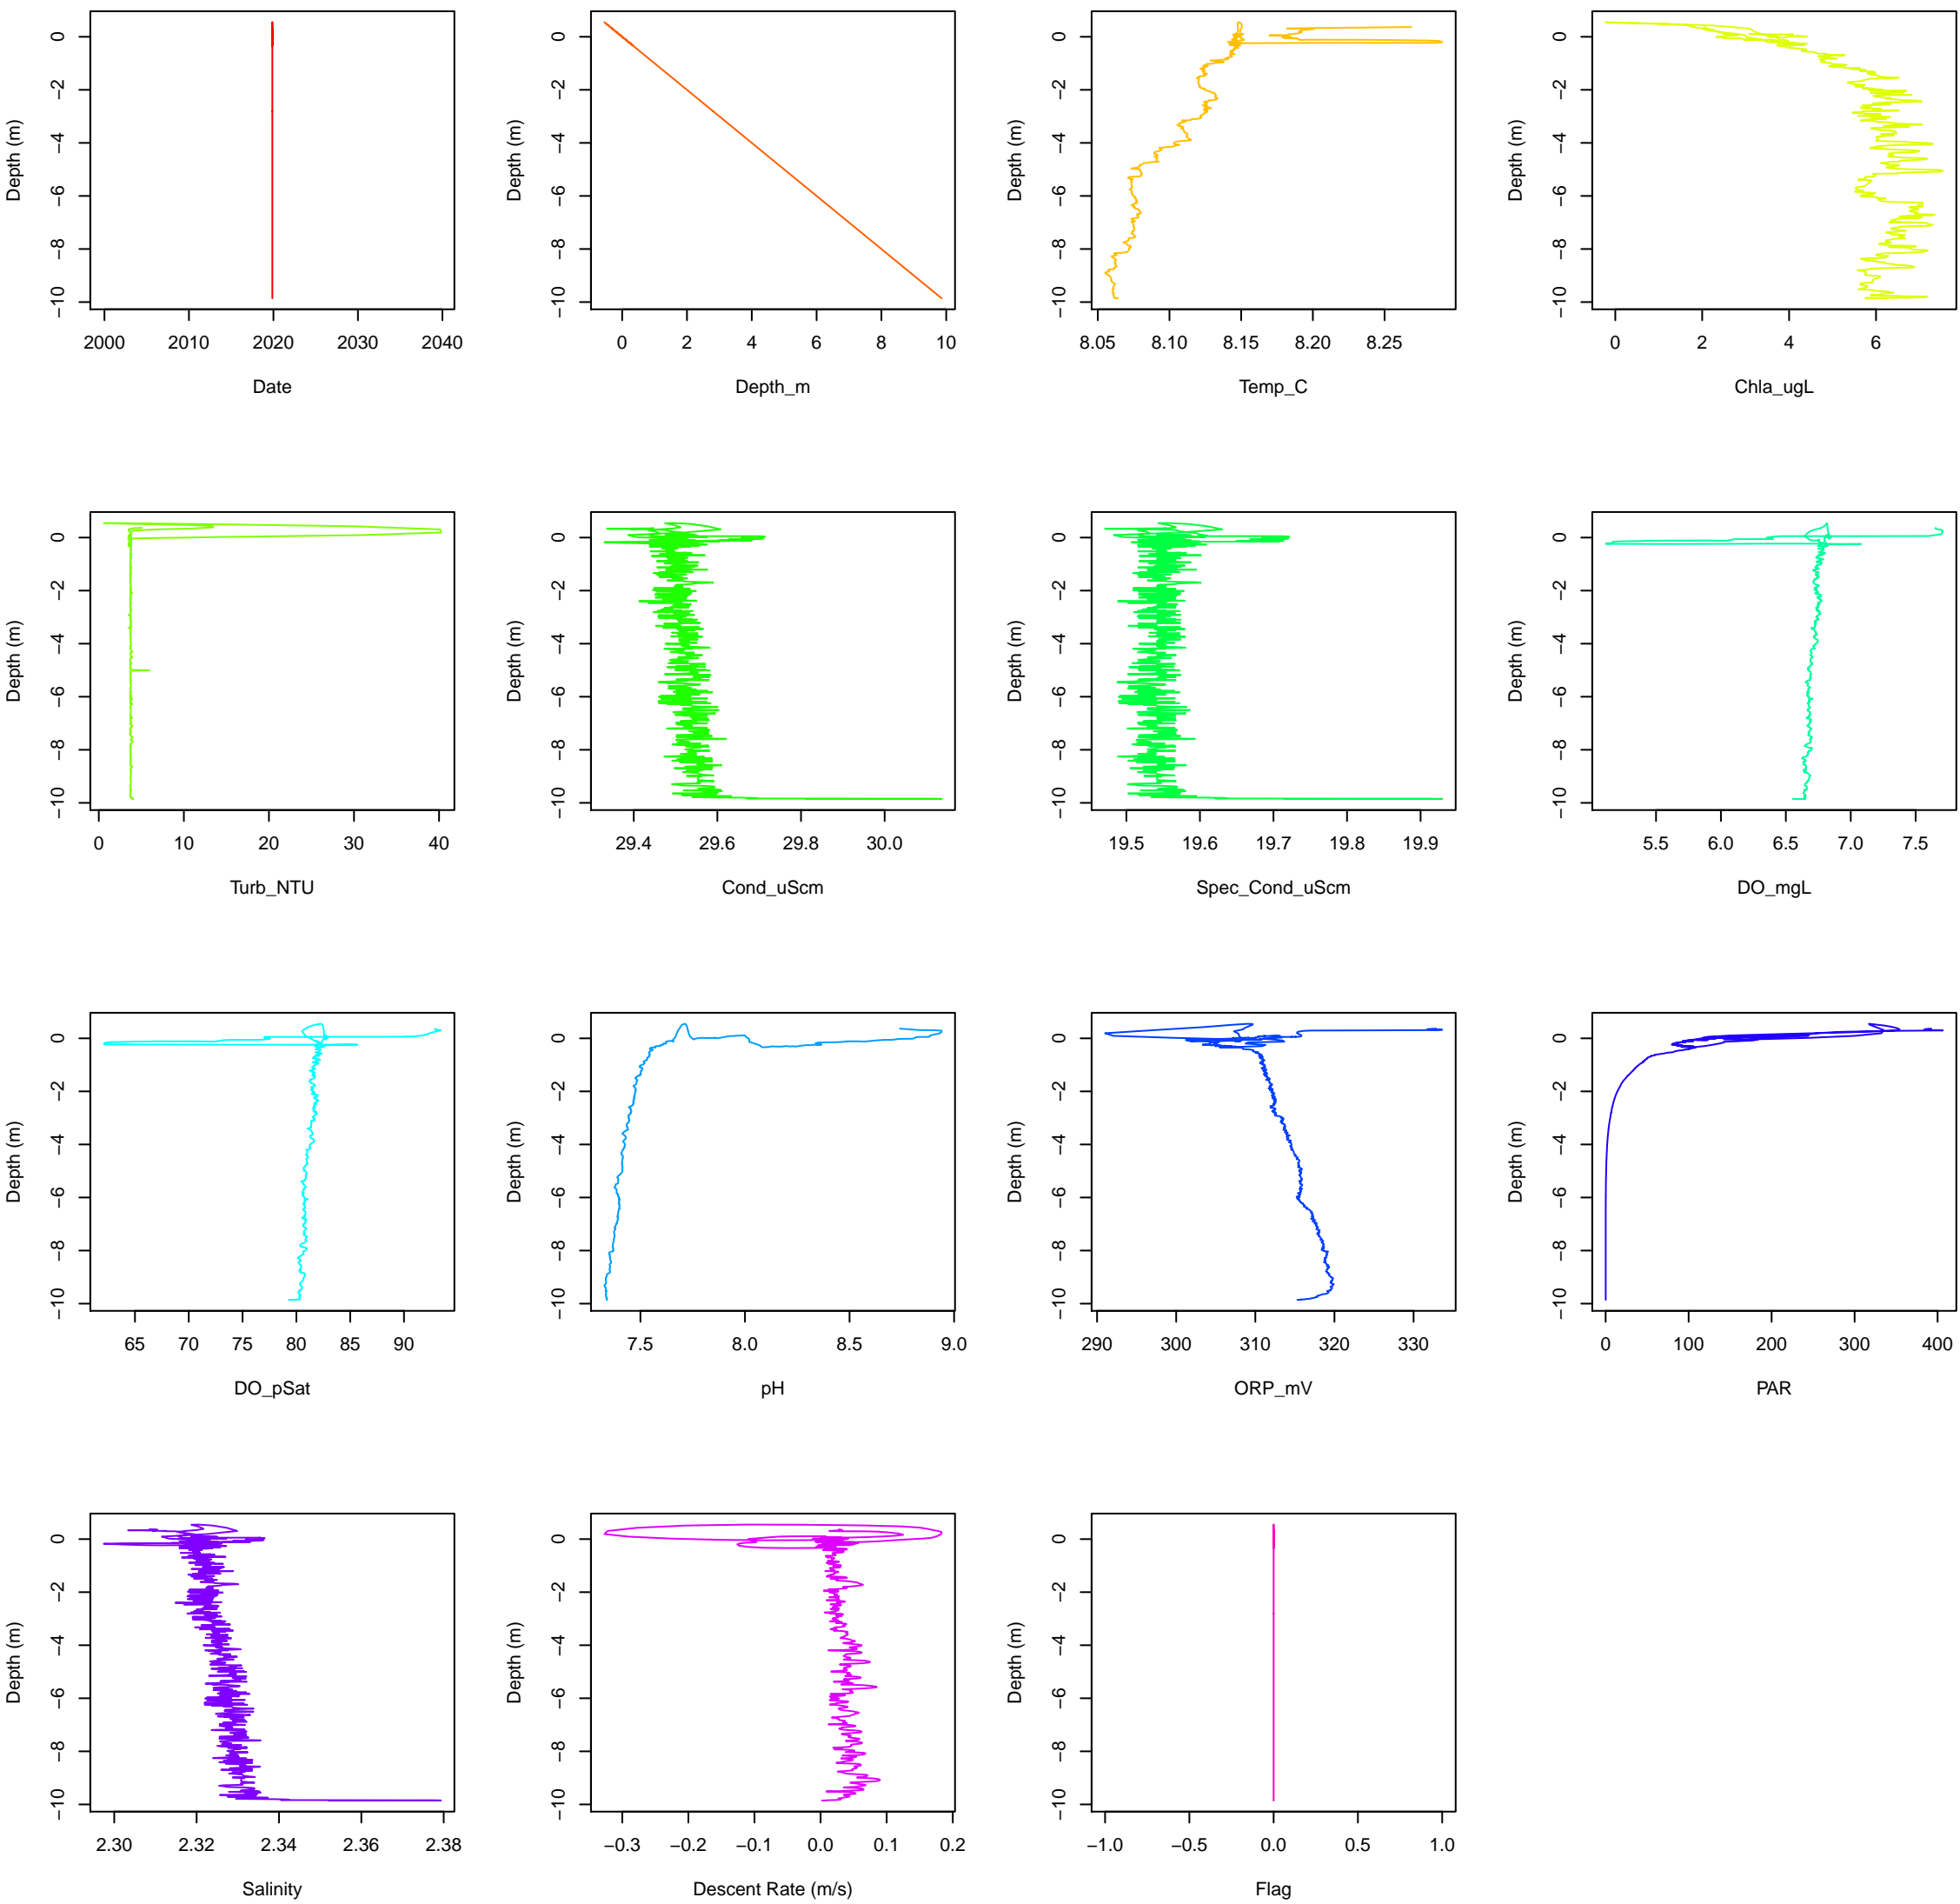 Depth (m)
0
−2
−4
−6
−8
−10
2000 2010 2020 2030 2040
Date
Depth (m)
0
−2
−4
−6
−8
−10
0 2 4 6 8 10
Depth_m
Depth (m)
0
−2
−4
−6
−8
−10
8.05 8.10 8.15 8.20 8.25
Temp_C
Depth (m)
0
−2
−4
−6
−8
−10
0 2 4 6
Chla_ugL
Depth (m)
0
−2
−4
−6
−8
−10
0 10 20 30 40
Turb_NTU
Depth (m)
0
−2
−4
−6
−8
−10
29.4 29.6 29.8 30.0
Cond_uScm
Depth (m)
0
−2
−4
−6
−8
−10
19.5 19.6 19.7 19.8 19.9
Spec_Cond_uScm
Depth (m)
0
−2
−4
−6
−8
−10
5.5 6.0 6.5 7.0 7.5
DO_mgL
Depth (m)
0
−2
−4
−6
−8
−10
65 70 75 80 85 90
DO_pSat
Depth (m)
0
−2
−4
−6
−8
−10
7.5 8.0 8.5 9.0
pH
Depth (m)
0
−2
−4
−6
−8
−10
290 300 310 320 330
ORP_mV
Depth (m)
0
−2
−4
−6
−8
−10
0 100 200 300 400
PAR
Depth (m)
0
−2
−4
−6
−8
−10
2.30 2.32 2.34 2.36 2.38
Salinity
Depth (m)
0
−2
−4
−6
−8
−10
−0.3 −0.2 −0.1 0.0 0.1 0.2
Descent Rate (m/s)
Depth (m)
0
−2
−4
−6
−8
−10
−1.0 −0.5 0.0 0.5 1.0
Flag